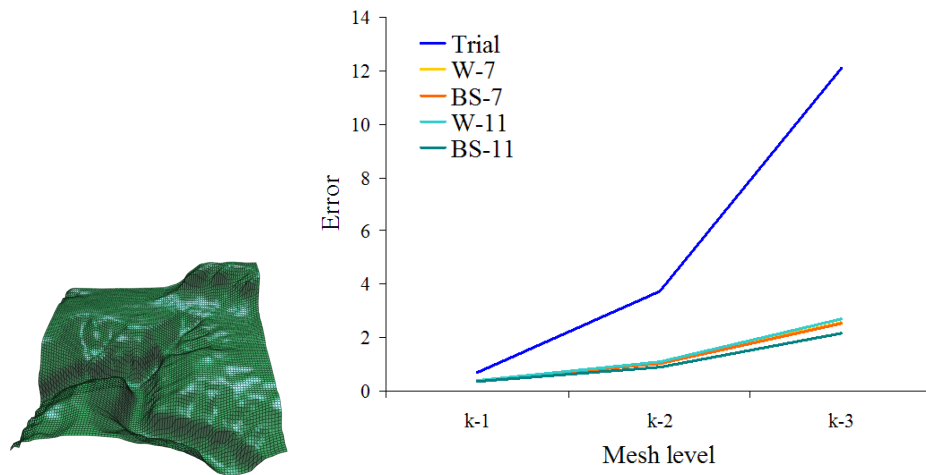 14
12
10
8
6
4
2
0
Error
Trial
W-7
BS-7
W-11
BS-11
k-1
k-2
k-3
Mesh level